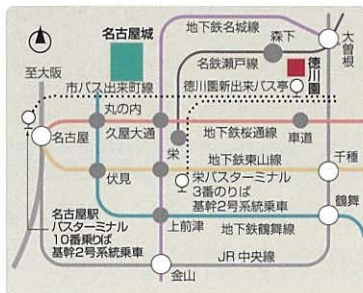 名古屋城
地下鉄名城線
森下
大曽根
至大阪
名鉄瀬戸線
徳川園
市バス出来町線
徳川園新出来バス亭
丸の内
名古屋
久屋大通
地下鉄桜通線
車道
栄
地下鉄東山線
千種
伏見
栄バスターミナル
3番のりば
基幹2号系統乗車
名古屋駅
バスターミナル
10番乗りば
基幹2号系統乗車
上前津
地下鉄鶴舞線
鶴舞
JR中央線
金山